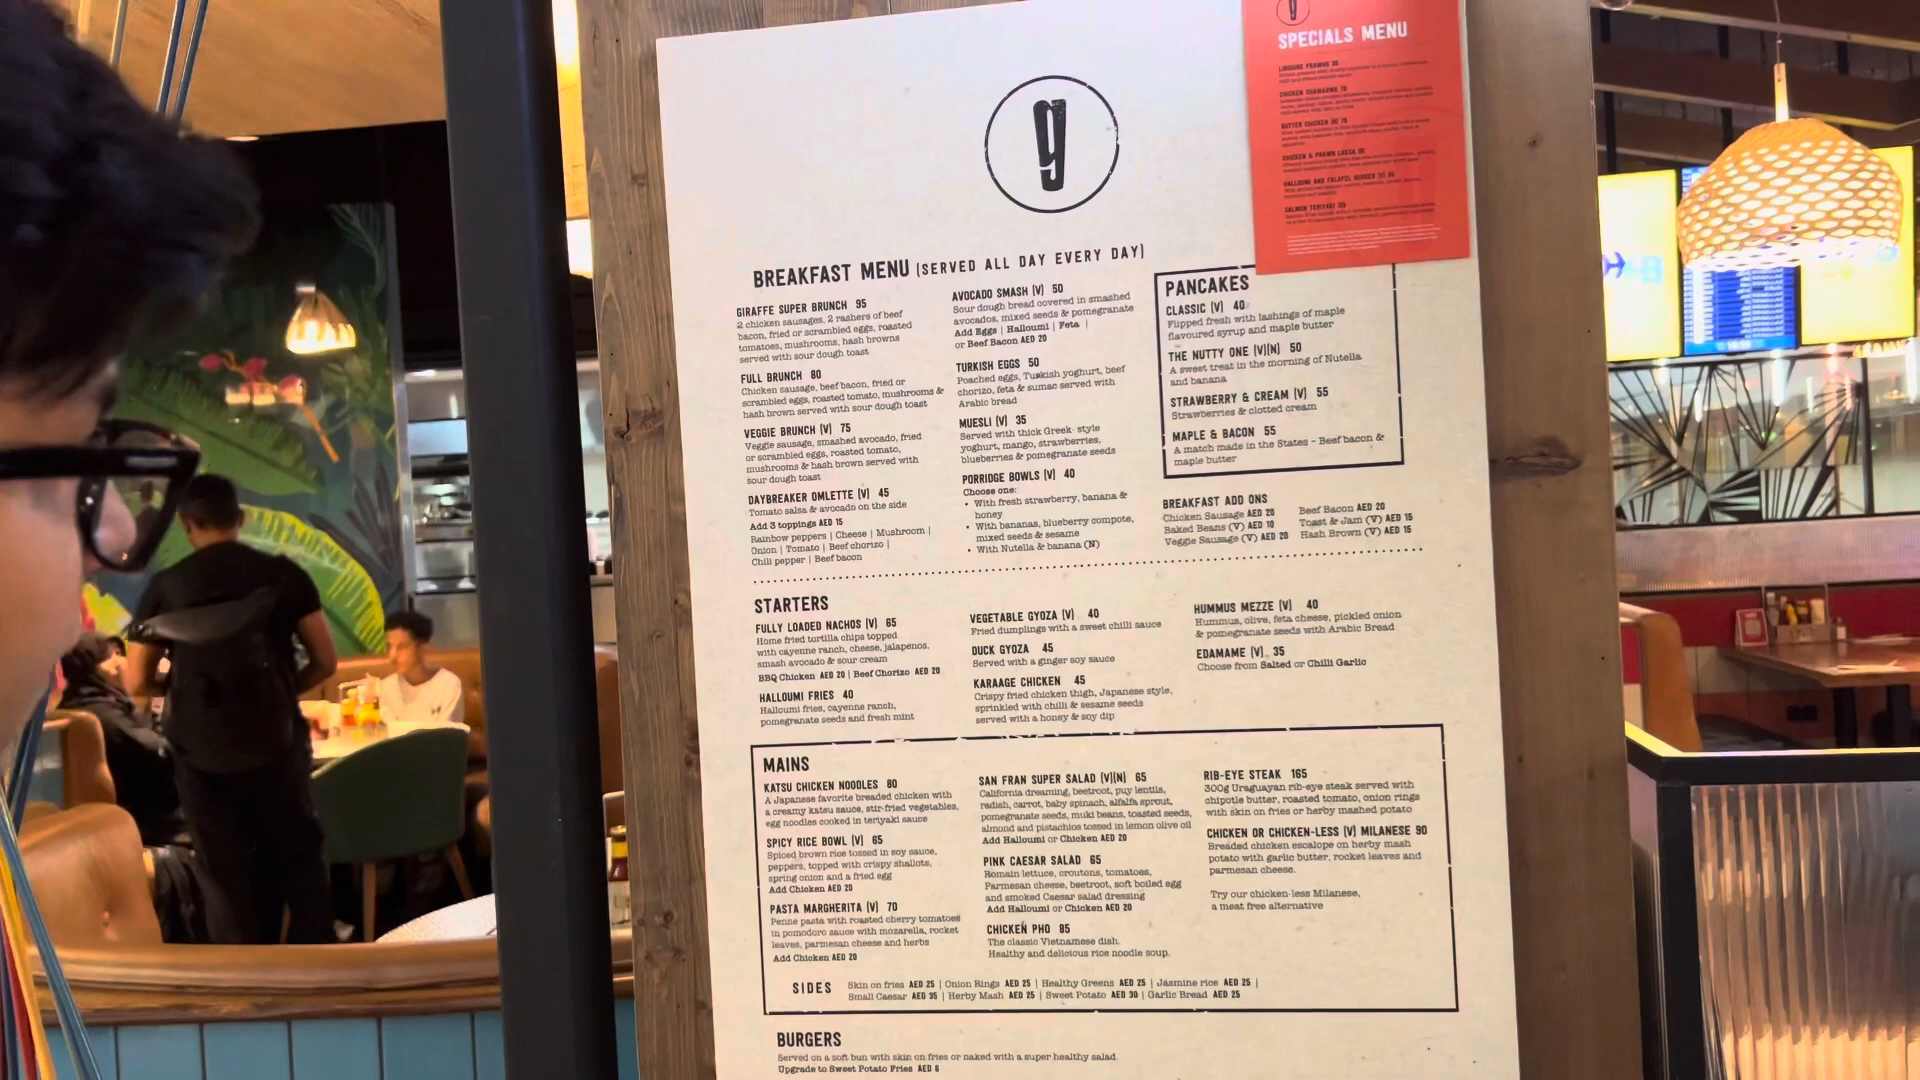 SPECIALS MENU
CHICKEN SHAWARMA 70
BUTTER CHICKEN (N) 75
CHICKEN & PRAWN LAKSA
HALLOUMI AND FALAFEL BURGER (V)
SALMON TERIYAKI
g
BREAKFAST MENU (SERVED ALL DAY EVERY DAY)
GIRAFFE SUPER BRUNCH 95
2 chicken sausages, 2 rashers of beef
bacon, fried or scrambled eggs, roasted
tomatoes, mushrooms, hash browns
served with sour dough toast
FULL BRUNCH 80
Chicken sausage, beef bacon, fried or
scrambled eggs, roasted tomato, mushrooms &
hash brown served with sour dough toast
VEGGIE BRUNCH (V) 75
Veggie sausage, smashed avocado, fried
or scrambled eggs, roasted tomato,
mushrooms & hash brown served with
sour dough toast
DAYBREAKER OMLETTE (V) 45
Tomato salsa & avocado on the side
Add 3 toppings AED 15
Rainbow peppers | Cheese | Mushroom |
Onion | Tomato | Beef chorizo |
Chili pepper | Beef bacon
AVOCADO SMASH (V) 50
Sour dough bread covered in smashed
avocados, mixed seeds & pomegranate
Add Eggs | Halloumi | Feta |
or Beef Bacon AED 20
TURKISH EGGS 50
Poached eggs, Turkish yoghurt, beef
chorizo, feta & sumac served with
Arabic bread
MUESLI (V) 35
Served with thick Greek- style
yoghurt, mango, strawberries,
blueberries & pomegranate seeds
PORRIDGE BOWLS (V) 40
Choose one:
• With fresh strawberry, banana &
honey
• With bananas, blueberry compote,
mixed seeds & sesame
• With Nutella & banana (N)
PANCAKES
CLASSIC (V) 40
Flipped fresh with lashings of maple
flavoured syrup and maple butter
THE NUTTY ONE (V)(N) 50
A sweet treat in the morning of Nutella
and banana
STRAWBERRY & CREAM (V) 55
Strawberries & clotted cream
MAPLE & BACON 55
A match made in the States - Beef bacon &
maple butter
BREAKFAST ADD ONS
Chicken Sausage AED 20
Baked Beans (V) AED 10
Veggie Sausage (V) AED 20
Beef Bacon AED 20
Toast & Jam (V) AED 15
Hash Brown (V) AED 15
STARTERS
FULLY LOADED NACHOS (V) 65
Home fried tortilla chips topped
with cayenne ranch, cheese, jalapenos,
smash avocado & sour cream
BBQ Chicken AED 20 | Beef Chorizo AED 20
HALLOUMI FRIES 40
Halloumi fries, cayenne ranch,
pomegranate seeds and fresh mint
VEGETABLE GYOZA (V) 40
Fried dumplings with a sweet chilli sauce
DUCK GYOZA 45
Served with a ginger soy sauce
KARAAGE CHICKEN 45
Crispy fried chicken thigh, Japanese style,
sprinkled with chilli & sesame seeds
served with a honey & soy dip
HUMMUS MEZZE (V) 40
Hummus, olive, feta cheese, pickled onion
& pomegranate seeds with Arabic Bread
EDAMAME (V) 35
Choose from Salted or Chilli Garlic
MAINS
KATSU CHICKEN NOODLES 80
A Japanese favorite breaded chicken with
a creamy katsu sauce, stir-fried vegetables,
egg noodles cooked in teriyaki sauce
SPICY RICE BOWL (V) 65
Spiced brown rice tossed in soy sauce,
peppers, topped with crispy shallots,
spring onion and a fried egg
Add Chicken AED 20
PASTA MARGHERITA (V) 70
Penne pasta with roasted cherry tomatoes
in pomodoro sauce with mozarella, rocket
leaves, parmesan cheese and herbs
Add Chicken AED 20
SAN FRAN SUPER SALAD (V)(N) 65
California dreaming, beetroot, puy lentils,
radish, carrot, baby spinach, alfalfa sprout,
pomegranate seeds, muki beans, toasted seeds,
almond and pistachios tossed in lemon olive oil
Add Halloumi or Chicken AED 20
PINK CAESAR SALAD 65
Romain lettuce, croutons, tomatoes,
Parmesan cheese, beetroot, soft boiled egg
and smoked Caesar salad dressing
Add Halloumi or Chicken AED 20
CHICKEN PHO 85
The classic Vietnamese dish.
Healthy and delicious rice noodle soup.
RIB-EYE STEAK 165
300g Uraguayan rib-eye steak served with
chipotle butter, roasted tomato, onion rings
with skin on fries or herby mashed potato
CHICKEN OR CHICKEN-LESS (V) MILANESE 90
Breaded chicken escalope on herby mash
potato with garlic butter, rocket leaves and
parmesan cheese.
Try our chicken-less Milanese,
a meat free alternative
SIDES
Skin on fries AED 25 | Onion Rings AED 25 | Healthy Greens AED 25 | Jasmine rice AED 25 |
Small Caesar AED 35 | Herby Mash AED 25 | Sweet Potato AED 30 | Garlic Bread AED 25
BURGERS
Served on a soft bun with skin on fries or naked with a super healthy salad
Upgrade to Sweet Potato Fries AED 8